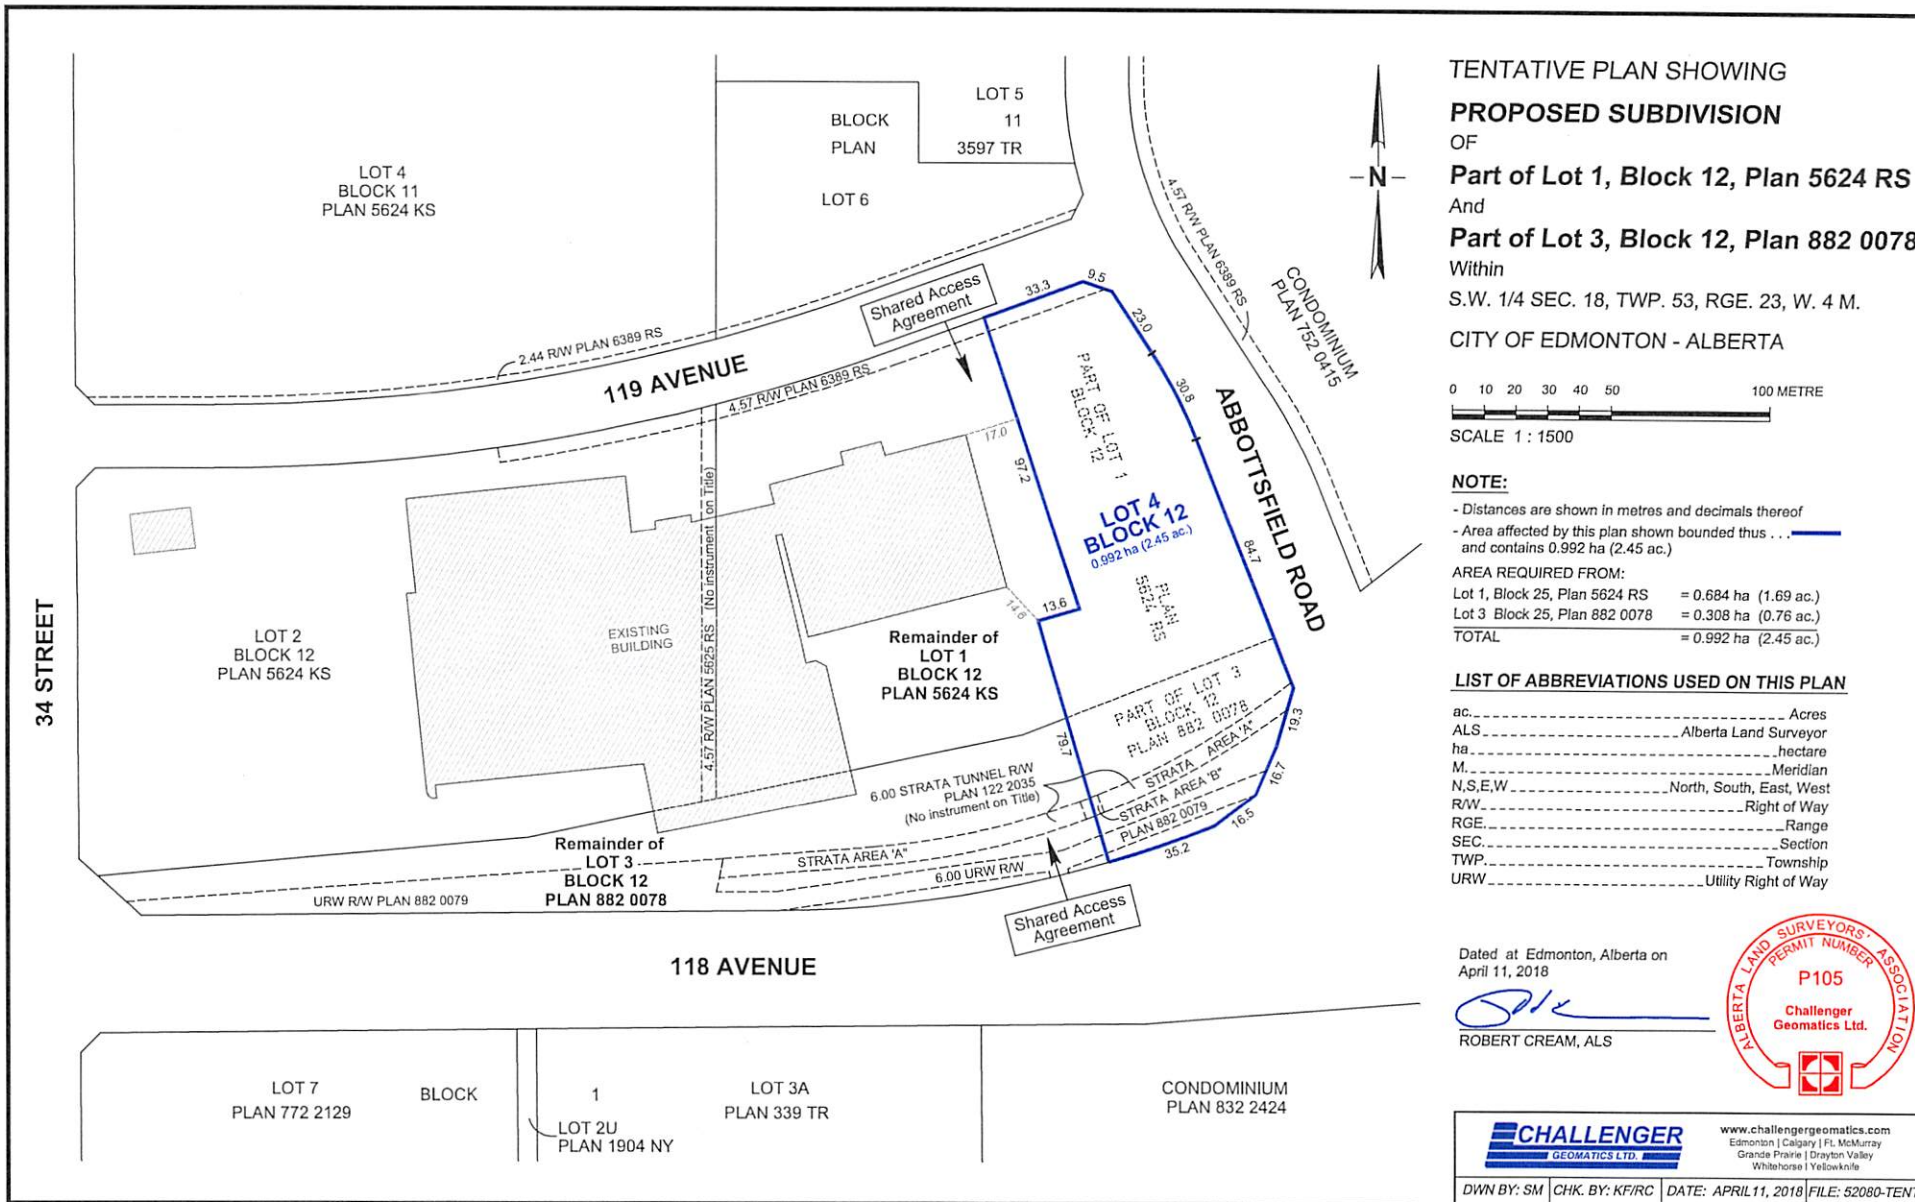 TENTATIVE PLAN SHOWING
PROPOSED SUBDIVISION
OF
Part of Lot 1, Block 12, Plan 5624 RS
And
Part of Lot 3, Block 12, Plan 882 0078
Within
S.W. 1/4 SEC. 18, TWP. 53, RGE. 23, W. 4 M.
CITY OF EDMONTON - ALBERTA
0 10 20 30 40 50 100 METRE
SCALE 1 : 1500
NOTE:
- Distances are shown in metres and decimals thereof
- Area affected by this plan shown bounded thus . . .
and contains 0.992 ha (2.45 ac.)
AREA REQUIRED FROM:
Lot 1, Block 25, Plan 5624 RS = 0.684 ha (1.69 ac.)
Lot 3 Block 25, Plan 882 0078 = 0.308 ha (0.76 ac.)
TOTAL = 0.992 ha (2.45 ac.)
LIST OF ABBREVIATIONS USED ON THIS PLAN
ac. Acres
ALS Alberta Land Surveyor
ha hectare
M. Meridian
N,S,E,W North, South, East, West
R/W Right of Way
RGE. Range
SEC. Section
TWP. Township
URW Utility Right of Way
Dated at Edmonton, Alberta on
April 11, 2018
ROBERT CREAM, ALS
ALBERTA LAND SURVEYORS' ASSOCIATION
PERMIT NUMBER
P105
Challenger
Geomatics Ltd.
CHALLENGER
GEOMATICS LTD.
www.challengergeomatics.com
Edmonton | Calgary | Ft. McMurray
Grande Prairie | Drayton Valley
Whitehorse | Yellowknife
DWN BY: SM CHK. BY: KF/RC DATE: APRIL 11, 2018 FILE: 52080-TENT
N
LOT 4
BLOCK 11
PLAN 5624 KS
LOT 5
BLOCK 11
PLAN 3597 TR
LOT 6
4.57 R/W PLAN 6389 RS
CONDOMINIUM
PLAN 752 0415
Shared Access
Agreement
2.44 R/W PLAN 6389 RS
119 AVENUE
4.57 R/W PLAN 6389 RS
33.3
9.5
23.0
30.8
84.7
19.3
16.7
16.5
35.2
79.7
13.6
97.2
17.0
14.8
PART OF LOT 1
BLOCK 12
LOT 4
BLOCK 12
0.992 ha (2.45 ac.)
PLAN
5624 RS
ABBOTTSFIELD ROAD
PART OF LOT 3
BLOCK 12
PLAN 882 0078
STRATA AREA 'A'
STRATA AREA 'B'
PLAN 882 0079
34 STREET
LOT 2
BLOCK 12
PLAN 5624 KS
EXISTING
BUILDING
4.57 R/W PLAN 5625 RS (No instrument on Title)
Remainder of
LOT 1
BLOCK 12
PLAN 5624 KS
6.00 STRATA TUNNEL R/W
PLAN 122 2035
(No instrument on Title)
Remainder of
LOT 3
BLOCK 12
PLAN 882 0078
STRATA AREA 'A'
6.00 URW R/W
URW R/W PLAN 882 0079
Shared Access
Agreement
118 AVENUE
LOT 7
PLAN 772 2129
BLOCK 1
LOT 2U
PLAN 1904 NY
LOT 3A
PLAN 339 TR
CONDOMINIUM
PLAN 832 2424